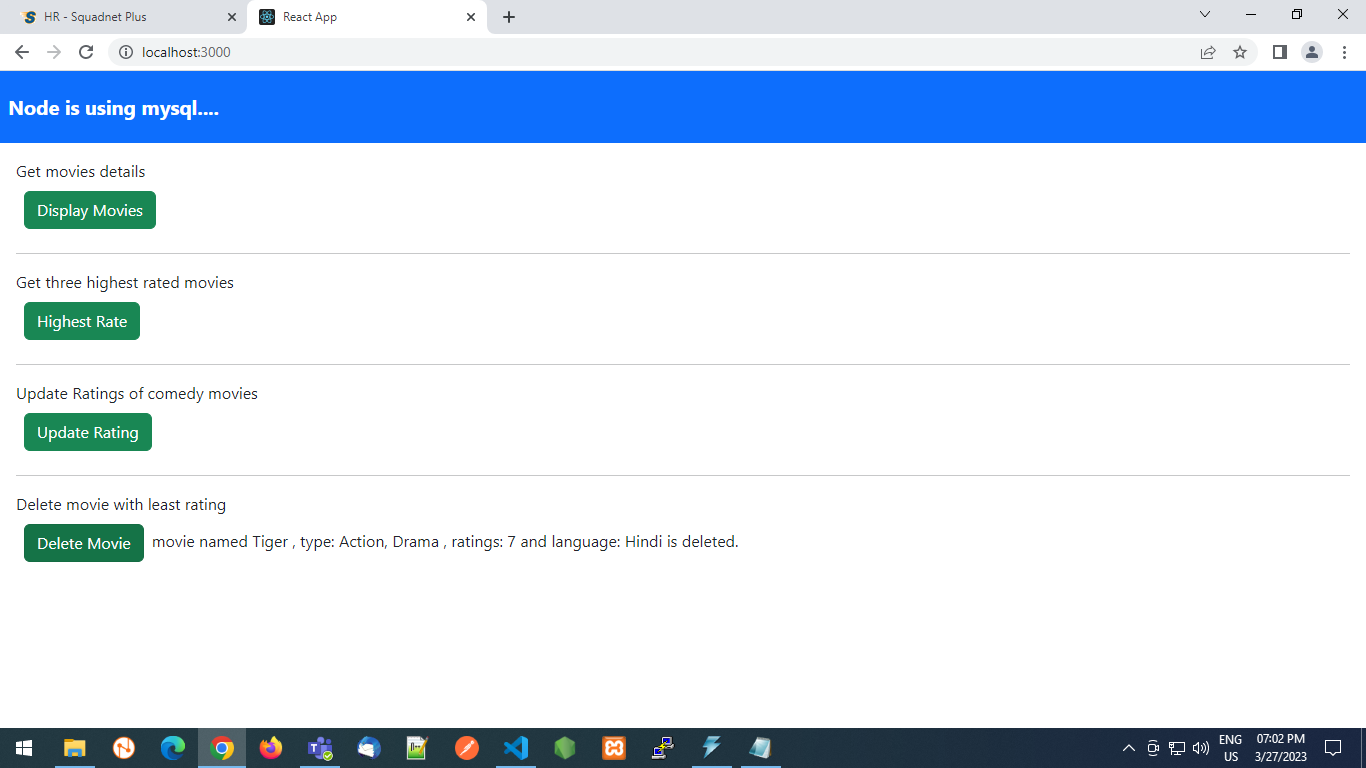 HR - Squadnet Plus
React App
localhost:3000
Node is using mysql....
Get movies details
Display Movies
Get three highest rated movies
Highest Rate
Update Ratings of comedy movies
Update Rating
Delete movie with least rating
Delete Movie
movie named Tiger , type: Action, Drama , ratings: 7 and language: Hindi is deleted.
ENG
US
07:02 PM
3/27/2023